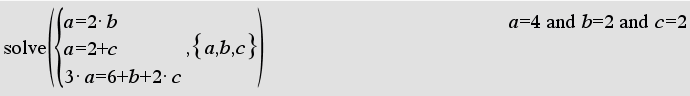 solve({a=2· b
a=2+c
3· a=6+b+2· c ,{a,b,c}) a=4 and b=2 and c=2